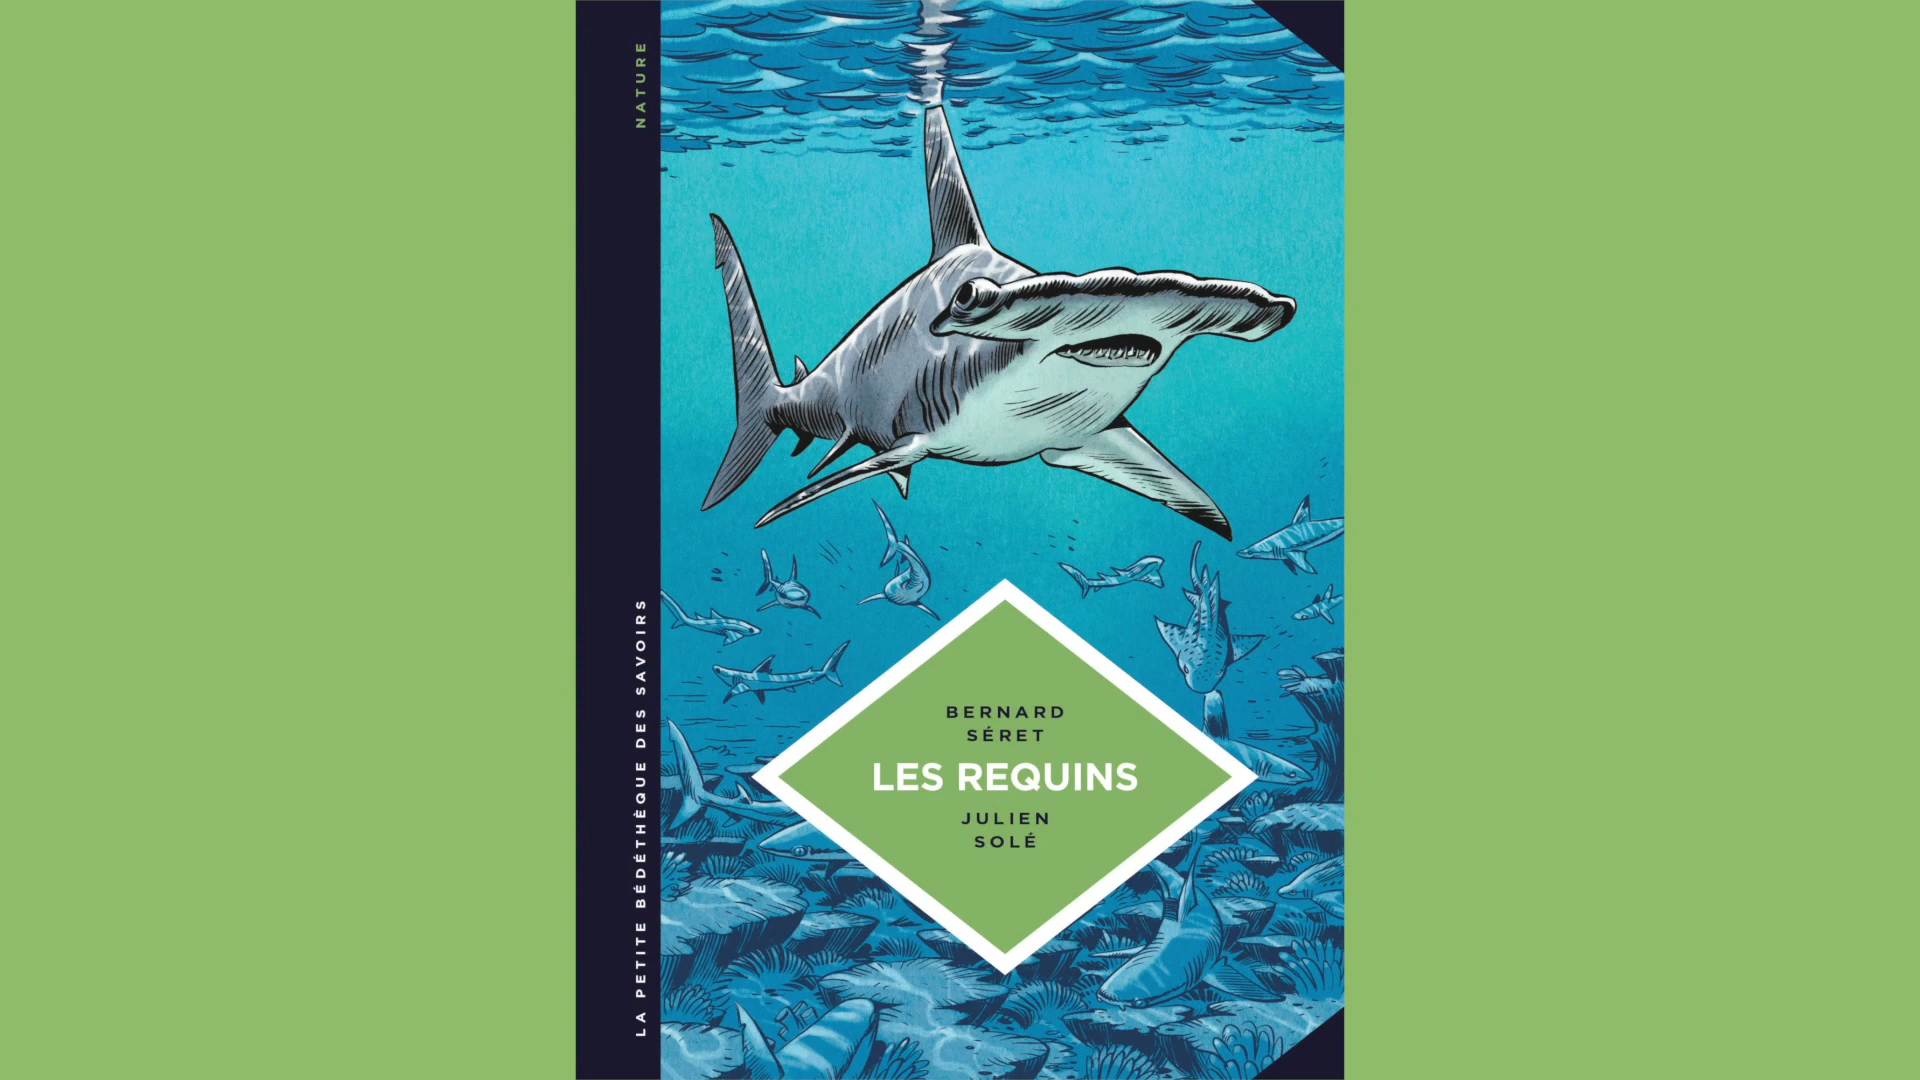 NATURE
LA PETITE BÉDÉTHÈQUE DES SAVOIRS
BERNARD
SÉRET
LES REQUINS
JULIEN
SOLÉ